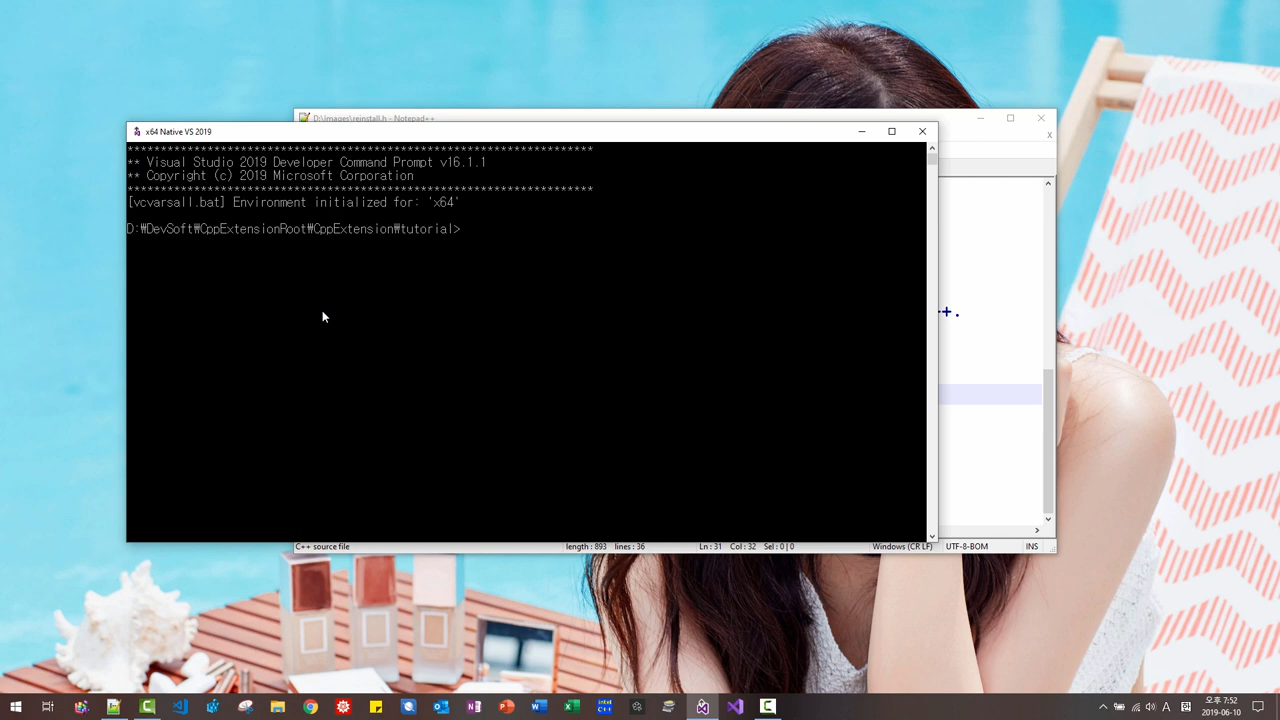 D:\Images\reinstall.h - Notepad++
x64 Native VS 2019
**********************************************************************
** Visual Studio 2019 Developer Command Prompt v16.1.1
** Copyright (c) 2019 Microsoft Corporation
**********************************************************************
[vcvarsall.bat] Environment initialized for: 'x64'
D:₩DevSoft₩CppExtensionRoot₩CppExtension₩tutorial>
+.
C++ source file
length : 893 lines : 36
Ln : 31 Col : 32 Sel : 0 | 0
Windows (CR LF)
UTF-8-BOM
INS
intel C++
A
오후 7:52
2019-06-10